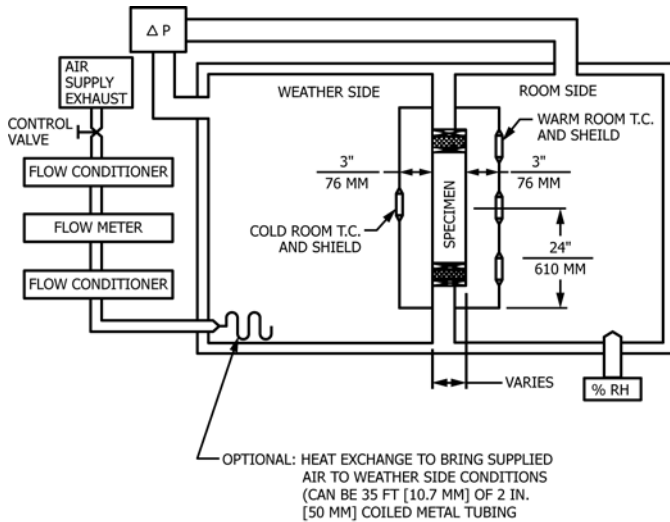 Δ P
AIR
SUPPLY
EXHAUST
WEATHER SIDE
ROOM SIDE
CONTROL
VALVE
WARM ROOM T.C.
AND SHEILD
FLOW CONDITIONER
3"
76 MM
3"
76 MM
SPECIMEN
FLOW METER
COLD ROOM T.C.
AND SHIELD
24"
610 MM
FLOW CONDITIONER
VARIES
% RH
OPTIONAL: HEAT EXCHANGE TO BRING SUPPLIED
AIR TO WEATHER SIDE CONDITIONS
(CAN BE 35 FT [10.7 MM] OF 2 IN.
[50 MM] COILED METAL TUBING